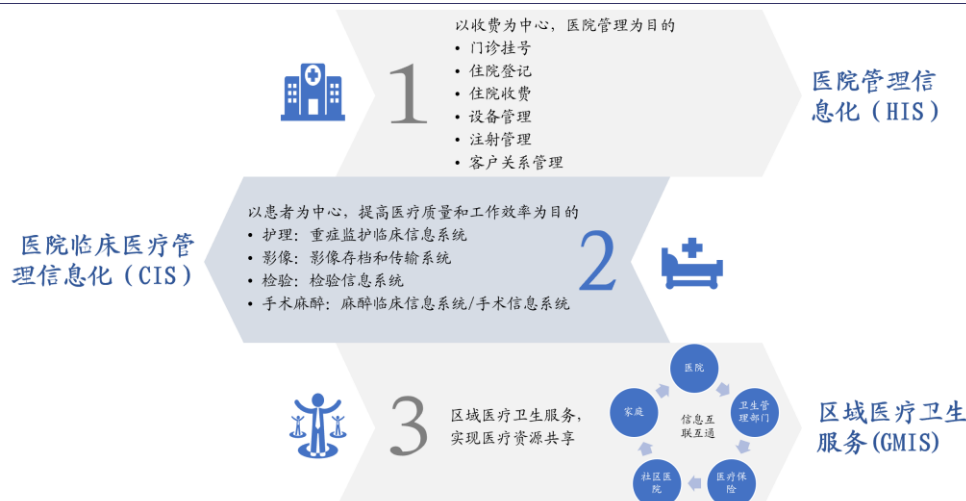 以收费为中心，医院管理为目的
• 门诊挂号
• 住院登记
• 住院收费
• 设备管理
• 注射管理
• 客户关系管理
1
医院管理信
息化（HIS）
医院临床医疗管
理信息化（CIS）
以患者为中心，提高医疗质量和工作效率为目的
• 护理：重症监护临床信息系统
• 影像：影像存档和传输系统
• 检验：检验信息系统
• 手术麻醉：麻醉临床信息系统/手术信息系统
2
3
区域医疗卫生服务，
实现医疗资源共享
医院
卫生管
理部门
医疗保
险
社区医
院
家庭
信息互
联互通
区域医疗卫生
服务(GMIS)